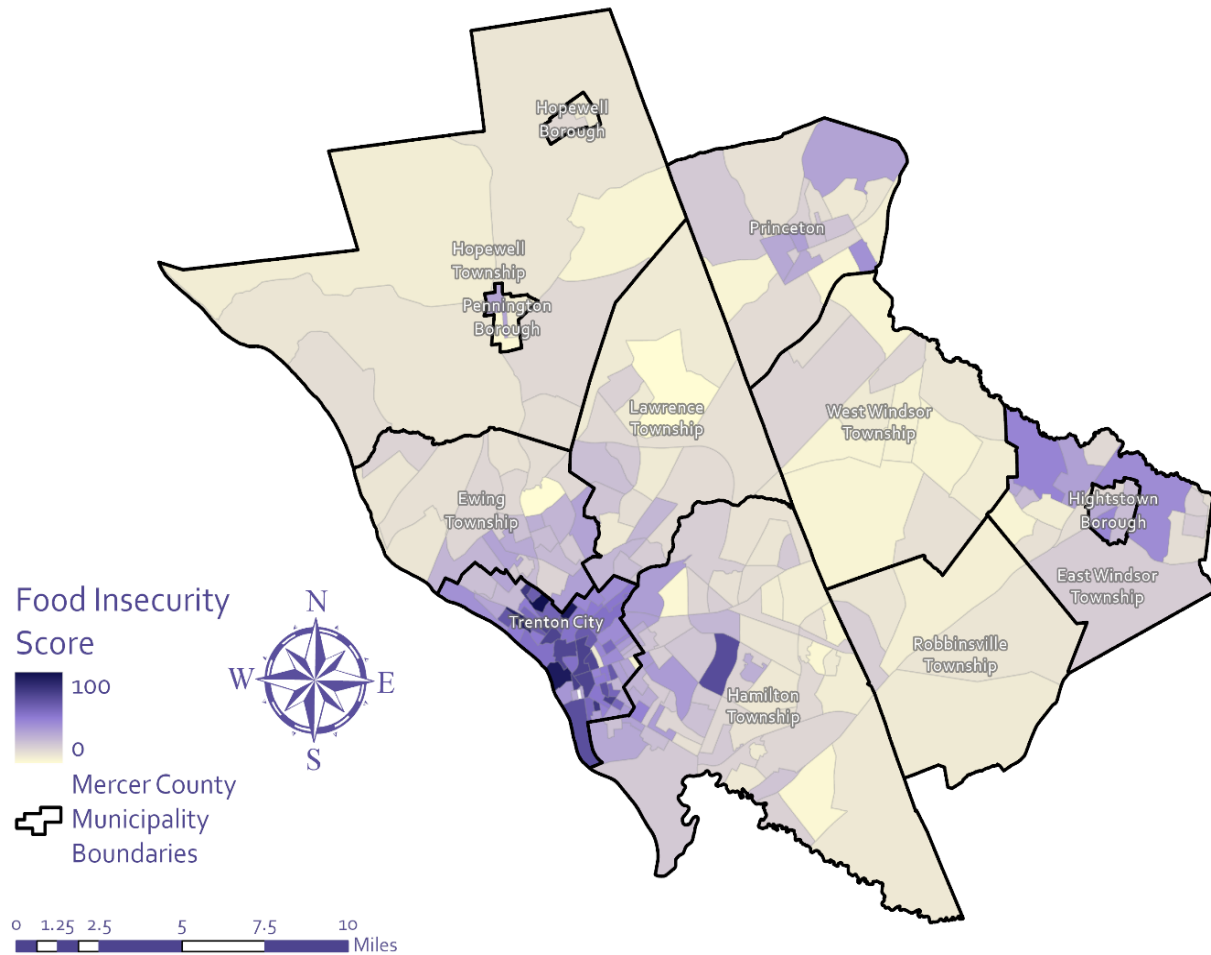 Hopewell
Borough
Princeton
Hopewell
Township
Pennington
Borough
Lawrence
Township
West Windsor
Township
Ewing
Township
Hightstown
Borough
East Windsor
Township
Trenton City
Robbinsville
Township
Hamilton
Township
Food Insecurity
Score
100
0
Mercer County
Municipality
Boundaries
N
W E
S
0 1.25 2.5 5 7.5 10
Miles